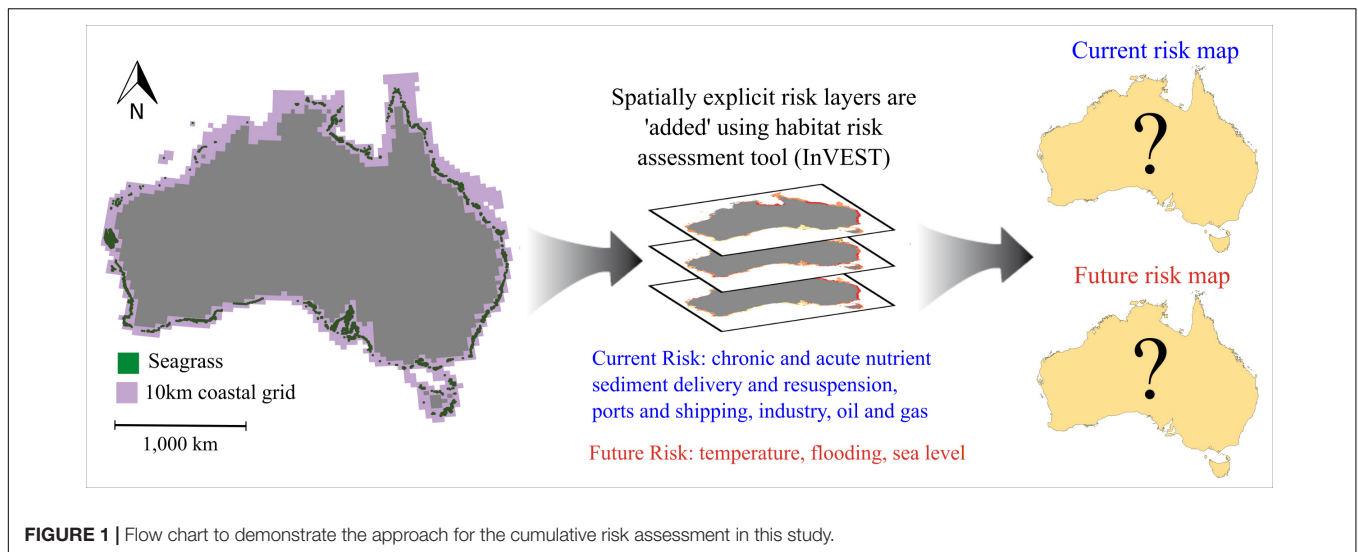 N
Seagrass
10km coastal grid
1,000 km
Spatially explicit risk layers are
'added' using habitat risk
assessment tool (InVEST)
Current Risk: chronic and acute nutrient
sediment delivery and resuspension,
ports and shipping, industry, oil and gas
Future Risk: temperature, flooding, sea level
Current risk map
?
Future risk map
?
FIGURE 1 | Flow chart to demonstrate the approach for the cumulative risk assessment in this study.